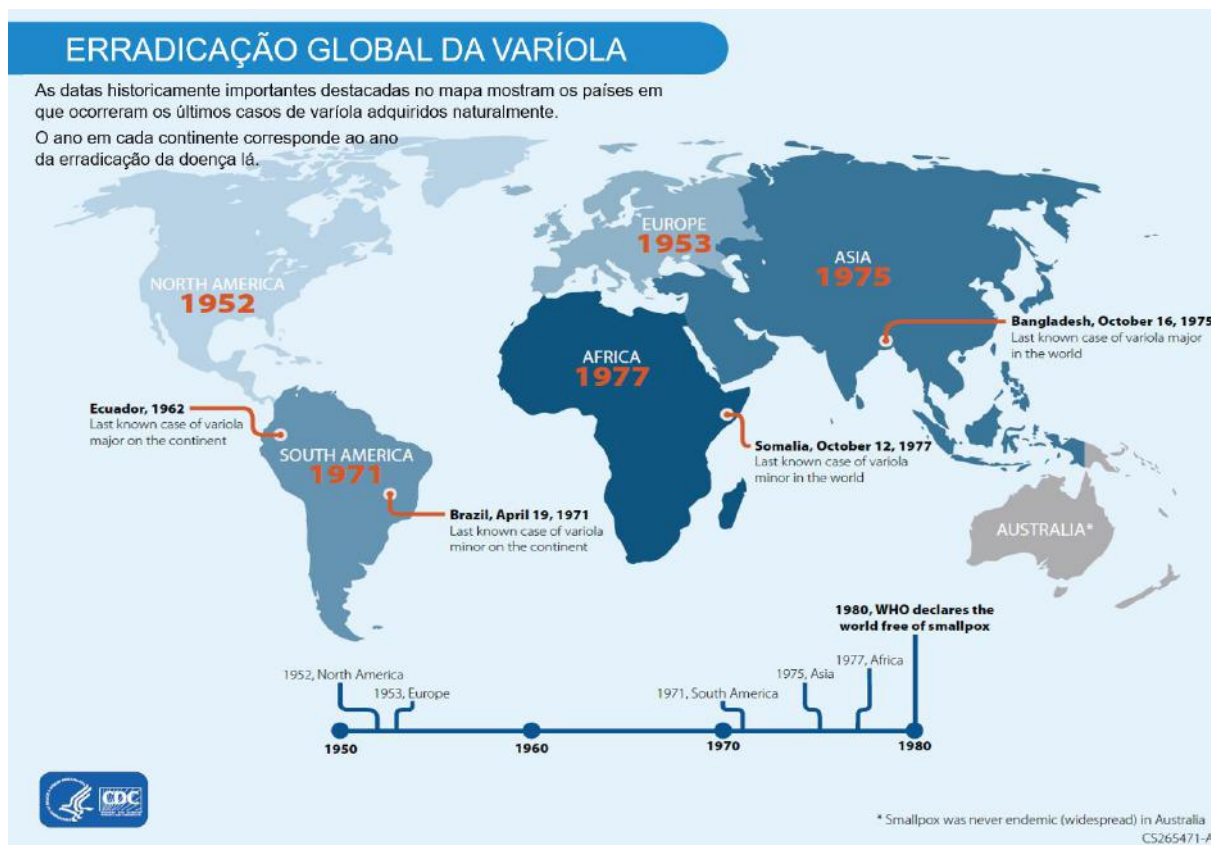 ERRADICAÇÃO GLOBAL DA VARÍOLA
As datas historicamente importantes destacadas no mapa mostram os países em
que ocorreram os últimos casos de varíola adquiridos naturalmente.
O ano em cada continente corresponde ao ano
da erradicação da doença lá.
NORTH AMERICA
1952
EUROPE
1953
ASIA
1975
Bangladesh, October 16, 1975
Last known case of variola major
in the world
AFRICA
1977
Ecuador, 1962
Last known case of variola
major on the continent
SOUTH AMERICA
1971
Somalia, October 12, 1977
Last known case of variola
minor in the world
Brazil, April 19, 1971
Last known case of variola
minor on the continent
AUSTRALIA*
1980, WHO declares the
world free of smallpox
1952, North America
1953, Europe
1971, South America
1975, Asia
1977, Africa
1950
1960
1970
1980
CDC
* Smallpox was never endemic (widespread) in Australia
CS265471-A